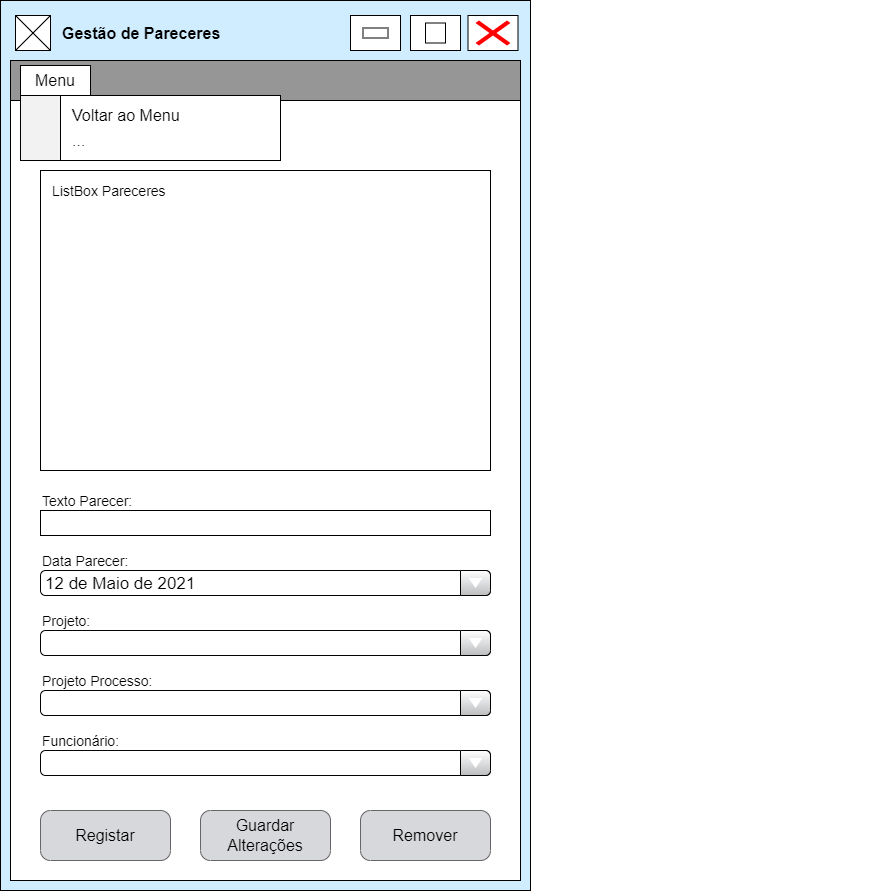 Gestão de Pareceres
Menu
Voltar ao Menu
...
ListBox Pareceres
Texto Parecer:
Data Parecer:
12 de Maio de 2021
Projeto:
Projeto Processo:
Funcionário:
Registar
Guardar
Alterações
Remover